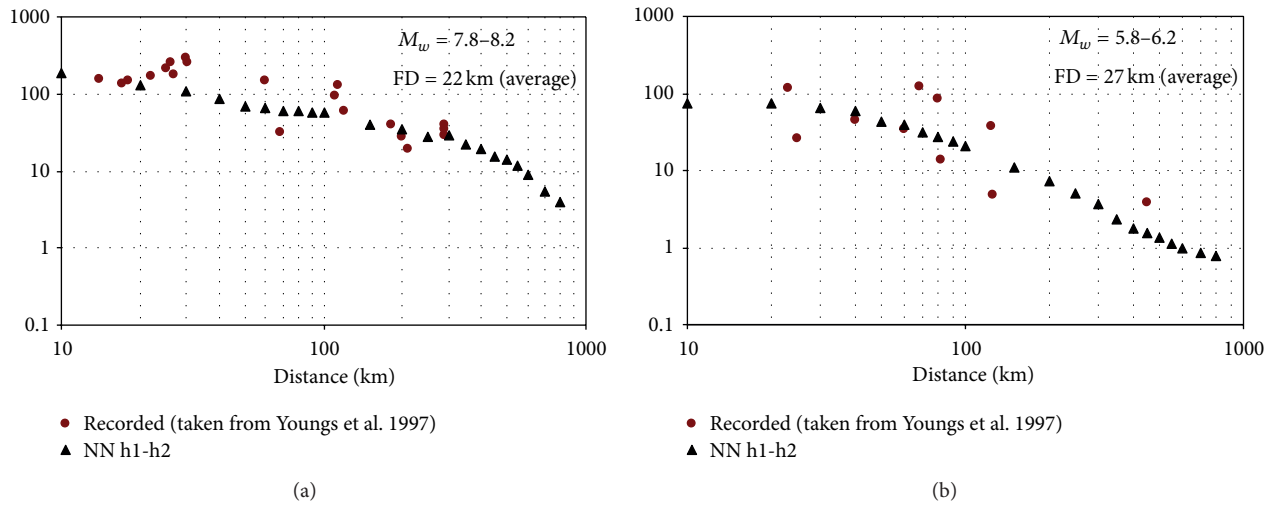 1000
100
10
1
0.1
10
100
1000
M_w = 7.8–8.2
FD = 22 km (average)
Distance (km)
Recorded (taken from Youngs et al. 1997)
NN h1-h2
(a)
1000
100
10
1
0.1
10
100
1000
M_w = 5.8–6.2
FD = 27 km (average)
Distance (km)
Recorded (taken from Youngs et al. 1997)
NN h1-h2
(b)